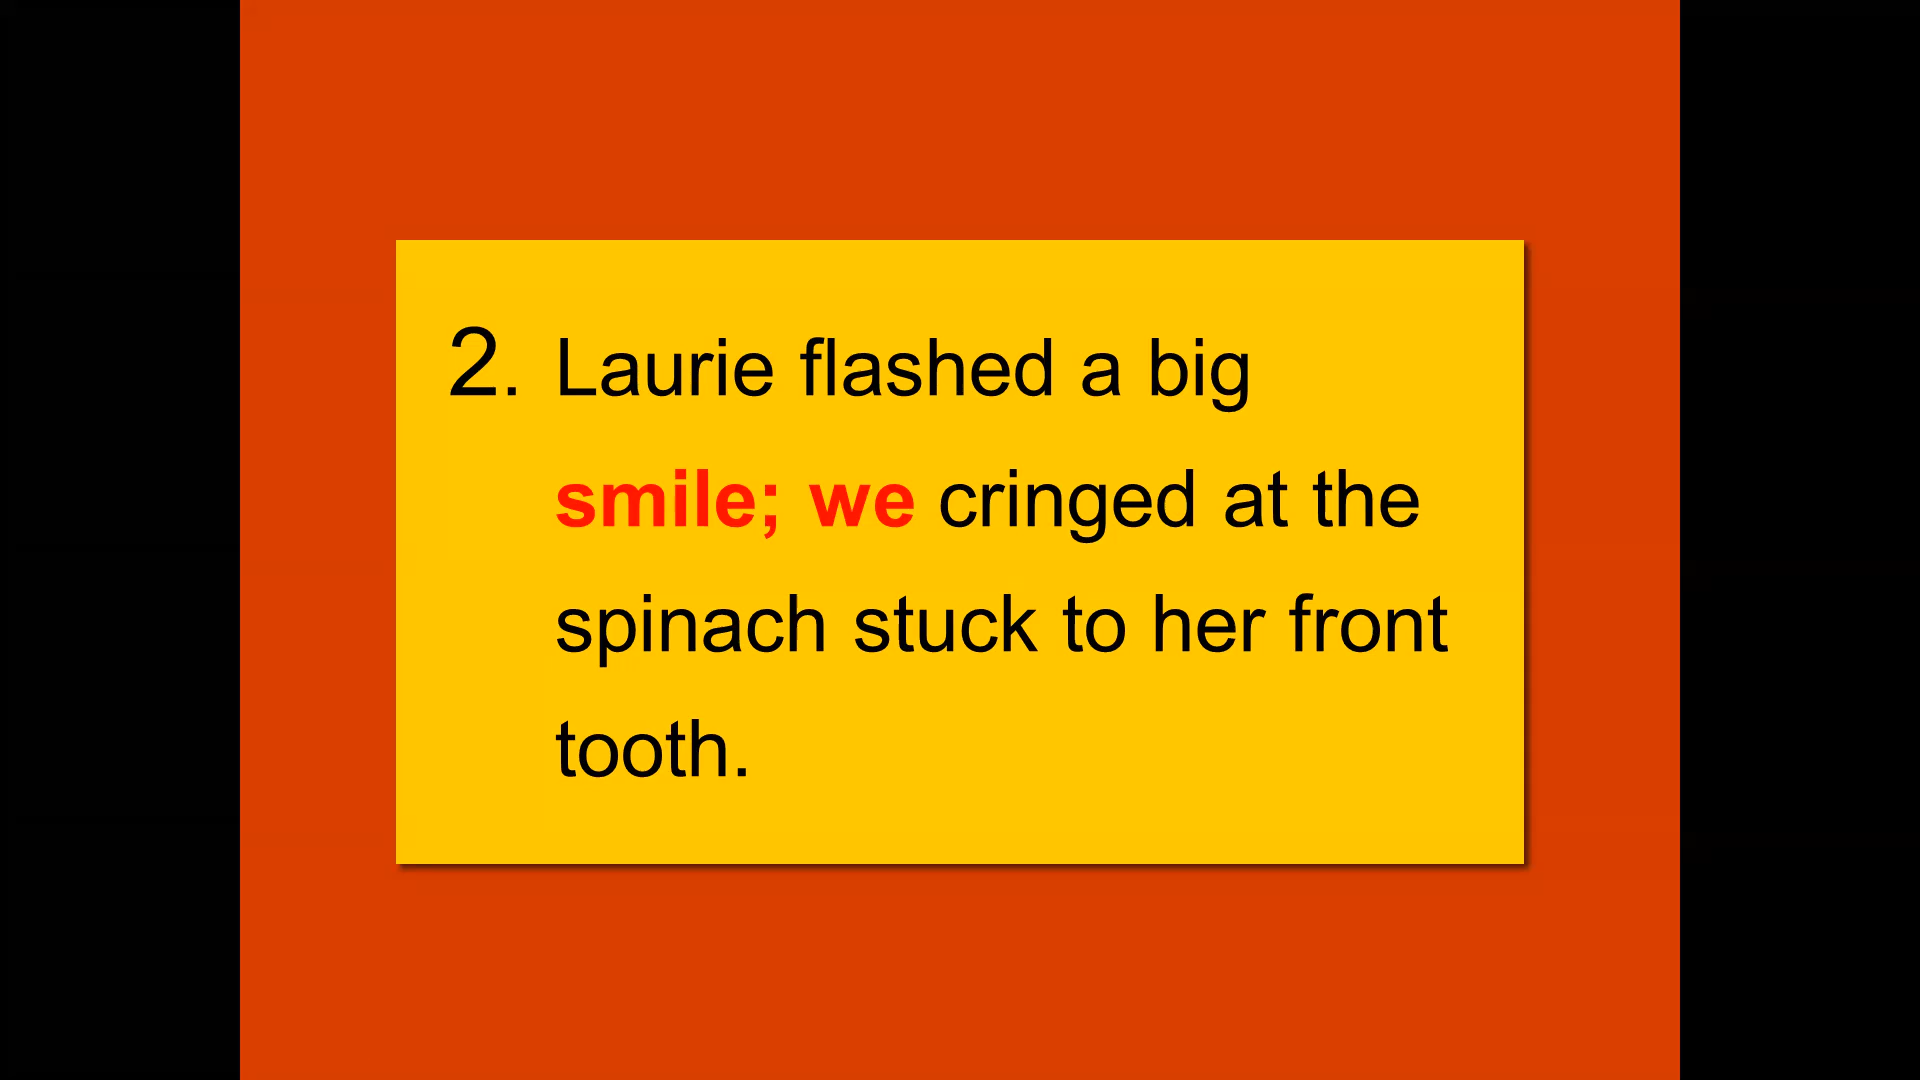 2. Laurie flashed a big
smile; we cringed at the
spinach stuck to her front
tooth.